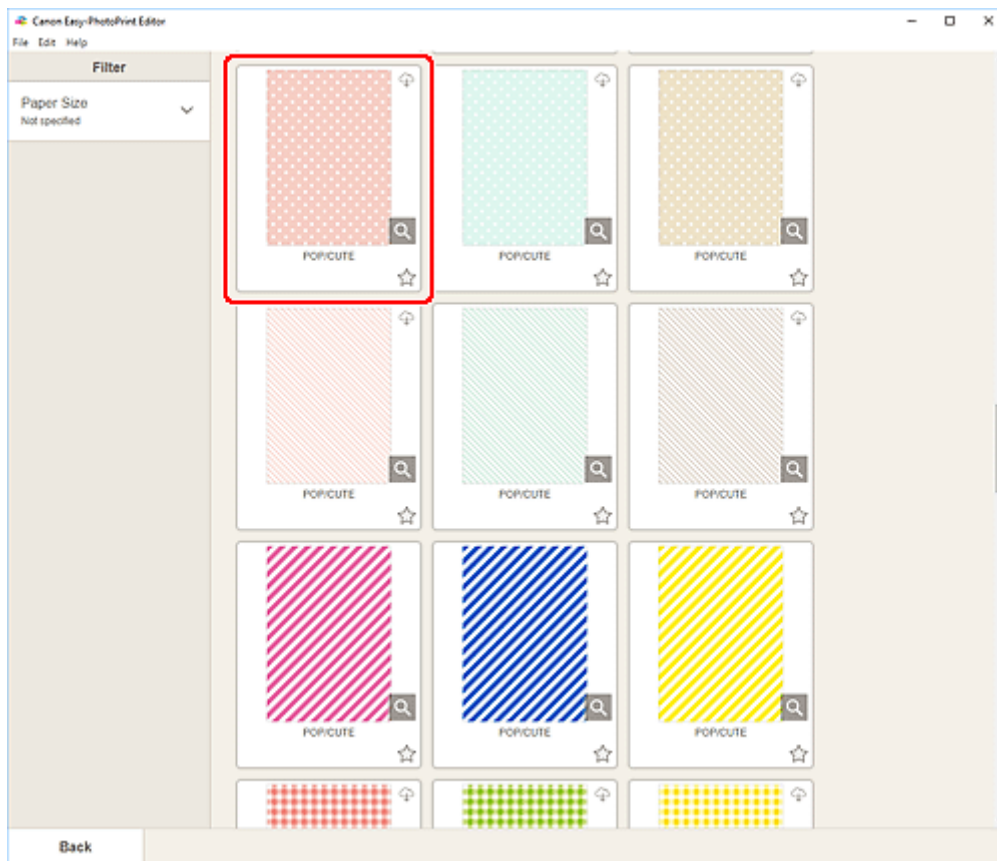 Canon Easy-PhotoPrint Editor
File Edit Help
Filter
Paper Size
Not specified
POP/CUTE POP/CUTE POP/CUTE
POP/CUTE POP/CUTE POP/CUTE
POP/CUTE POP/CUTE POP/CUTE
Back